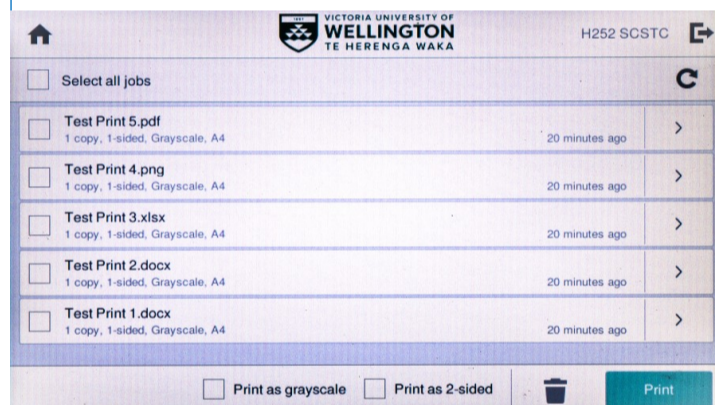 VICTORIA UNIVERSITY OF
WELLINGTON
TE HERENGA WAKA
H252 SCSTC
Select all jobs
Test Print 5.pdf
1 copy, 1-sided, Grayscale, A4
20 minutes ago
Test Print 4.png
1 copy, 1-sided, Grayscale, A4
20 minutes ago
Test Print 3.xlsx
1 copy, 1-sided, Grayscale, A4
20 minutes ago
Test Print 2.docx
1 copy, 1-sided, Grayscale, A4
20 minutes ago
Test Print 1.docx
1 copy, 1-sided, Grayscale, A4
20 minutes ago
Print as grayscale
Print as 2-sided
Print